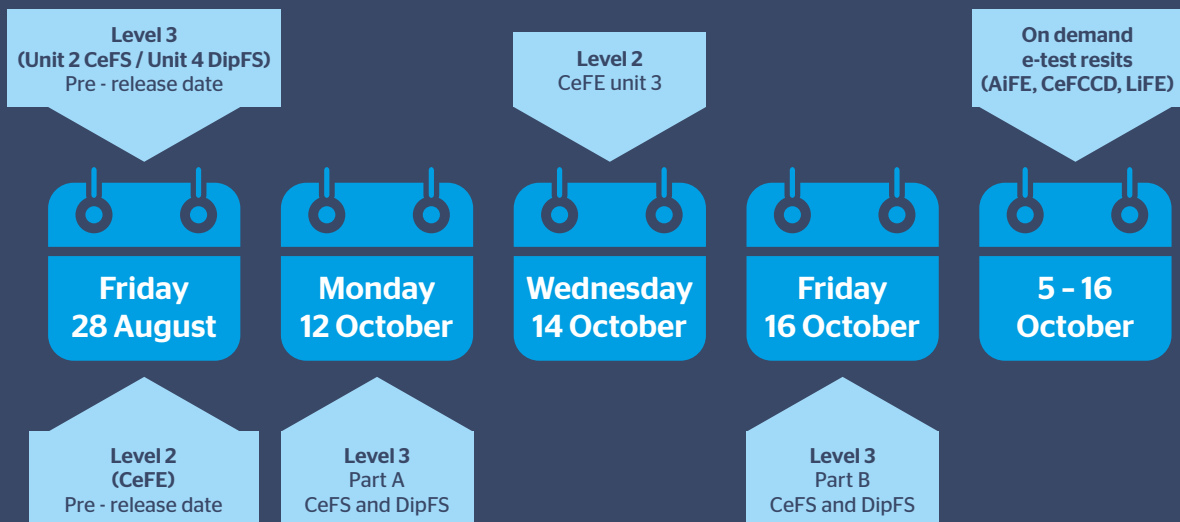 Level 3
(Unit 2 CeFS / Unit 4 DipFS)
Pre - release date
Level 2
CeFE unit 3
On demand
e-test resits
(AiFE, CeFCCD, LiFE)
Friday
28 August
Monday
12 October
Wednesday
14 October
Friday
16 October
5 – 16
October
Level 2
(CeFE)
Pre - release date
Level 3
Part A
CeFS and DipFS
Level 3
Part B
CeFS and DipFS